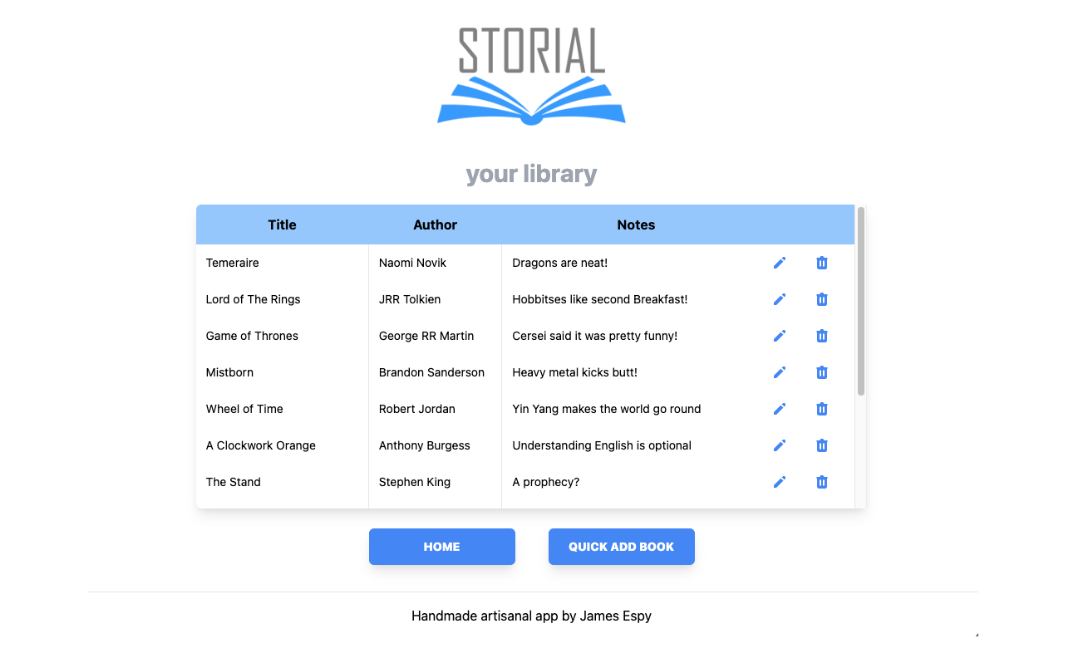 STORIAL
your library
Title Author Notes
Temeraire Naomi Novik Dragons are neat!
Lord of The Rings JRR Tolkien Hobbitses like second Breakfast!
Game of Thrones George RR Martin Cersei said it was pretty funny!
Mistborn Brandon Sanderson Heavy metal kicks butt!
Wheel of Time Robert Jordan Yin Yang makes the world go round
A Clockwork Orange Anthony Burgess Understanding English is optional
The Stand Stephen King A prophecy?
HOME QUICK ADD BOOK
Handmade artisanal app by James Espy